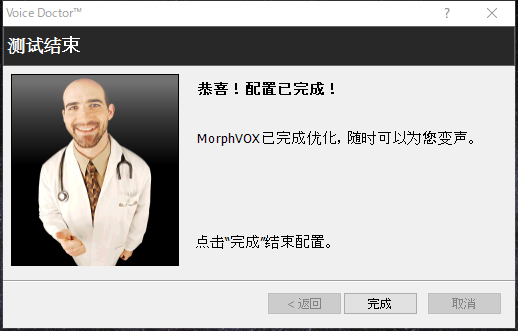 Voice Doctor™
测试结束
恭喜！配置已完成！
MorphVOX已完成优化, 随时可以为您变声。
点击“完成”结束配置。
< 返回
完成
取消